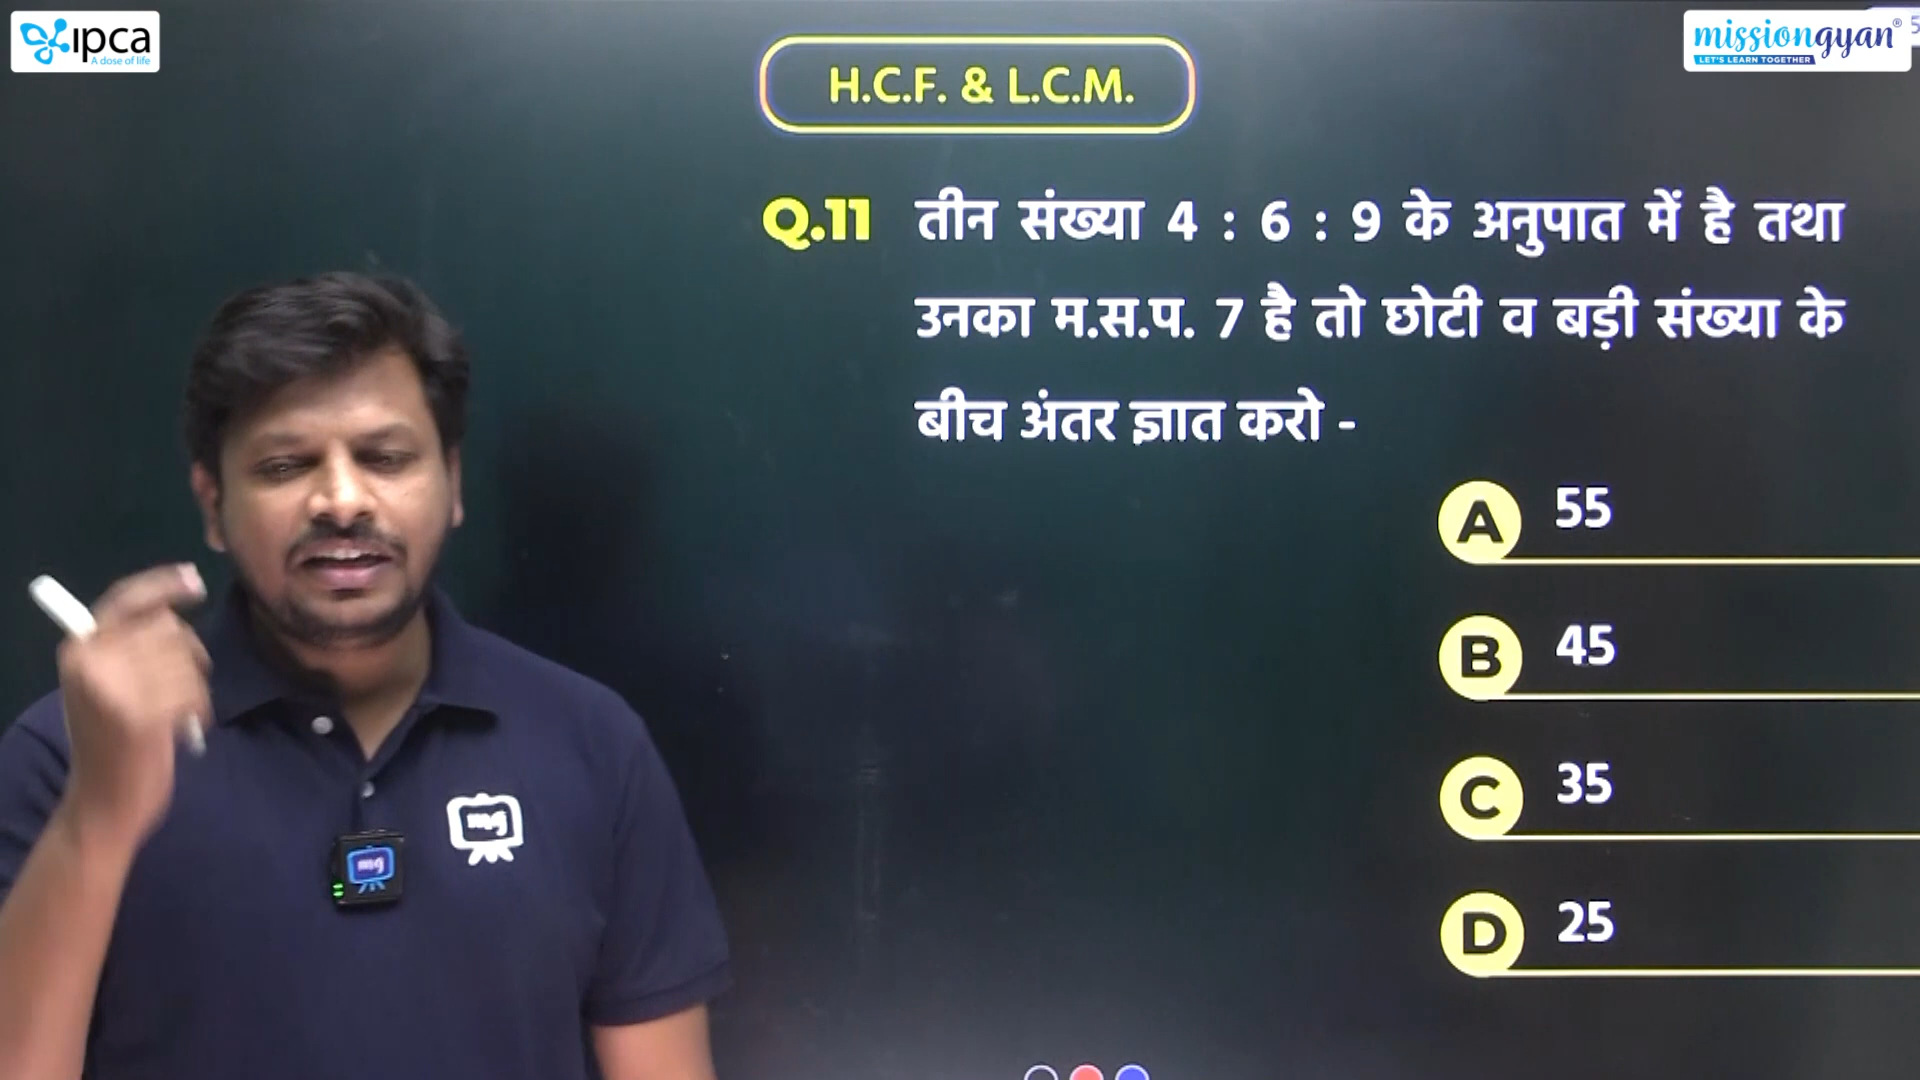 ipca
A dose of life
missiongyan®
LET'S LEARN TOGETHER
H.C.F. & L.C.M.
Q.11 तीन संख्या 4 : 6 : 9 के अनुपात में है तथा
उनका म.स.प. 7 है तो छोटी व बड़ी संख्या के
बीच अंतर ज्ञात करो -
A 55
B 45
C 35
D 25